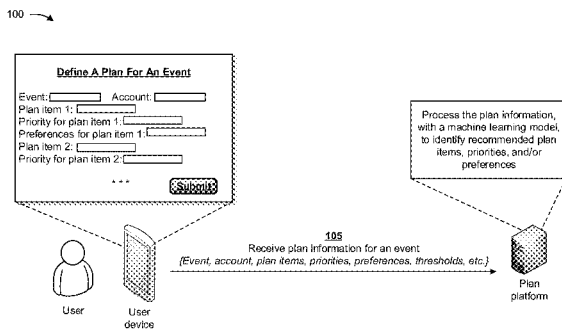 100
Define A Plan For An Event
Event: Account:
Plan item 1:
Priority for plan item 1:
Preferences for plan item 1:
Plan item 2:
Priority for plan item 2:
* * *
Submit
Process the plan information,
with a machine learning model,
to identify recommended plan
items, priorities, and/or
preferences
105
Receive plan information for an event
{Event, account, plan items, priorities, preferences, thresholds, etc.}
User
User
device
Plan
platform